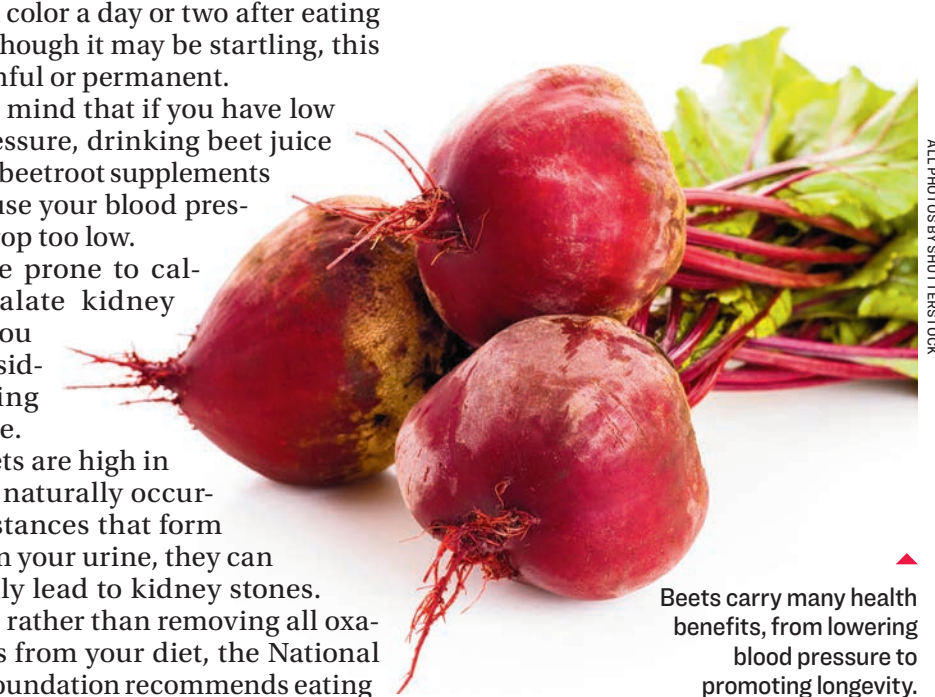 color a day or two after eating
hough it may be startling, this
nful or permanent.
mind that if you have low
essure, drinking beet juice
beetroot supplements
use your blood pres-
op too low.
e prone to cal-
alate kidney
ou
sid-
ing
e.
ts are high in
naturally occur-
stances that form
n your urine, they can
ly lead to kidney stones.
rather than removing all oxa-
s from your diet, the National
oundation recommends eating
Beets carry many health
benefits, from lowering
blood pressure to
promoting longevity.
ALL PHOTOS BY SHUTTERSTOCK